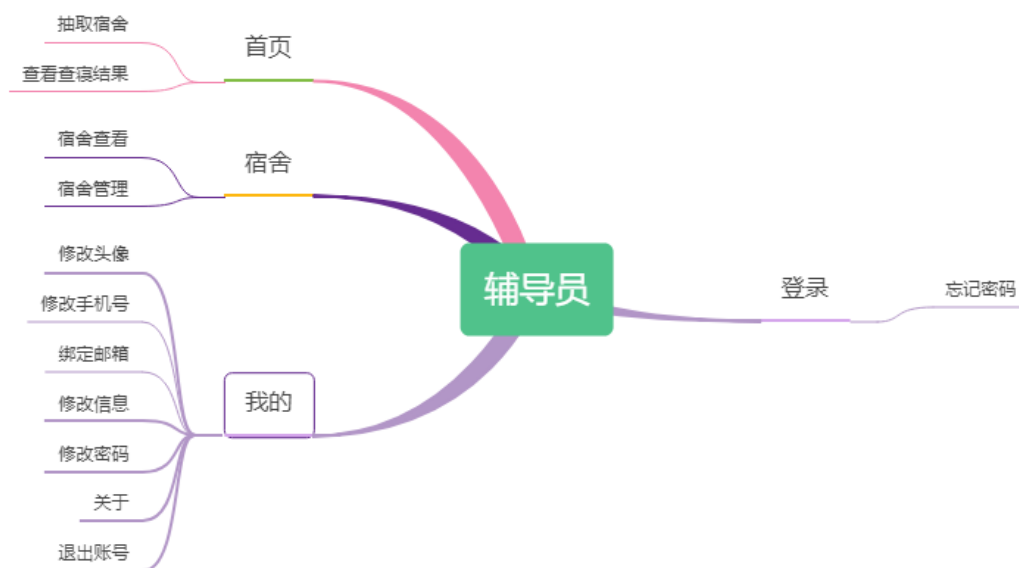 抽取宿舍
首页
查看查寝结果
宿舍查看
宿舍
宿舍管理
修改头像
修改手机号
绑定邮箱
修改信息
我的
修改密码
关于
退出账号
辅导员
登录
忘记密码